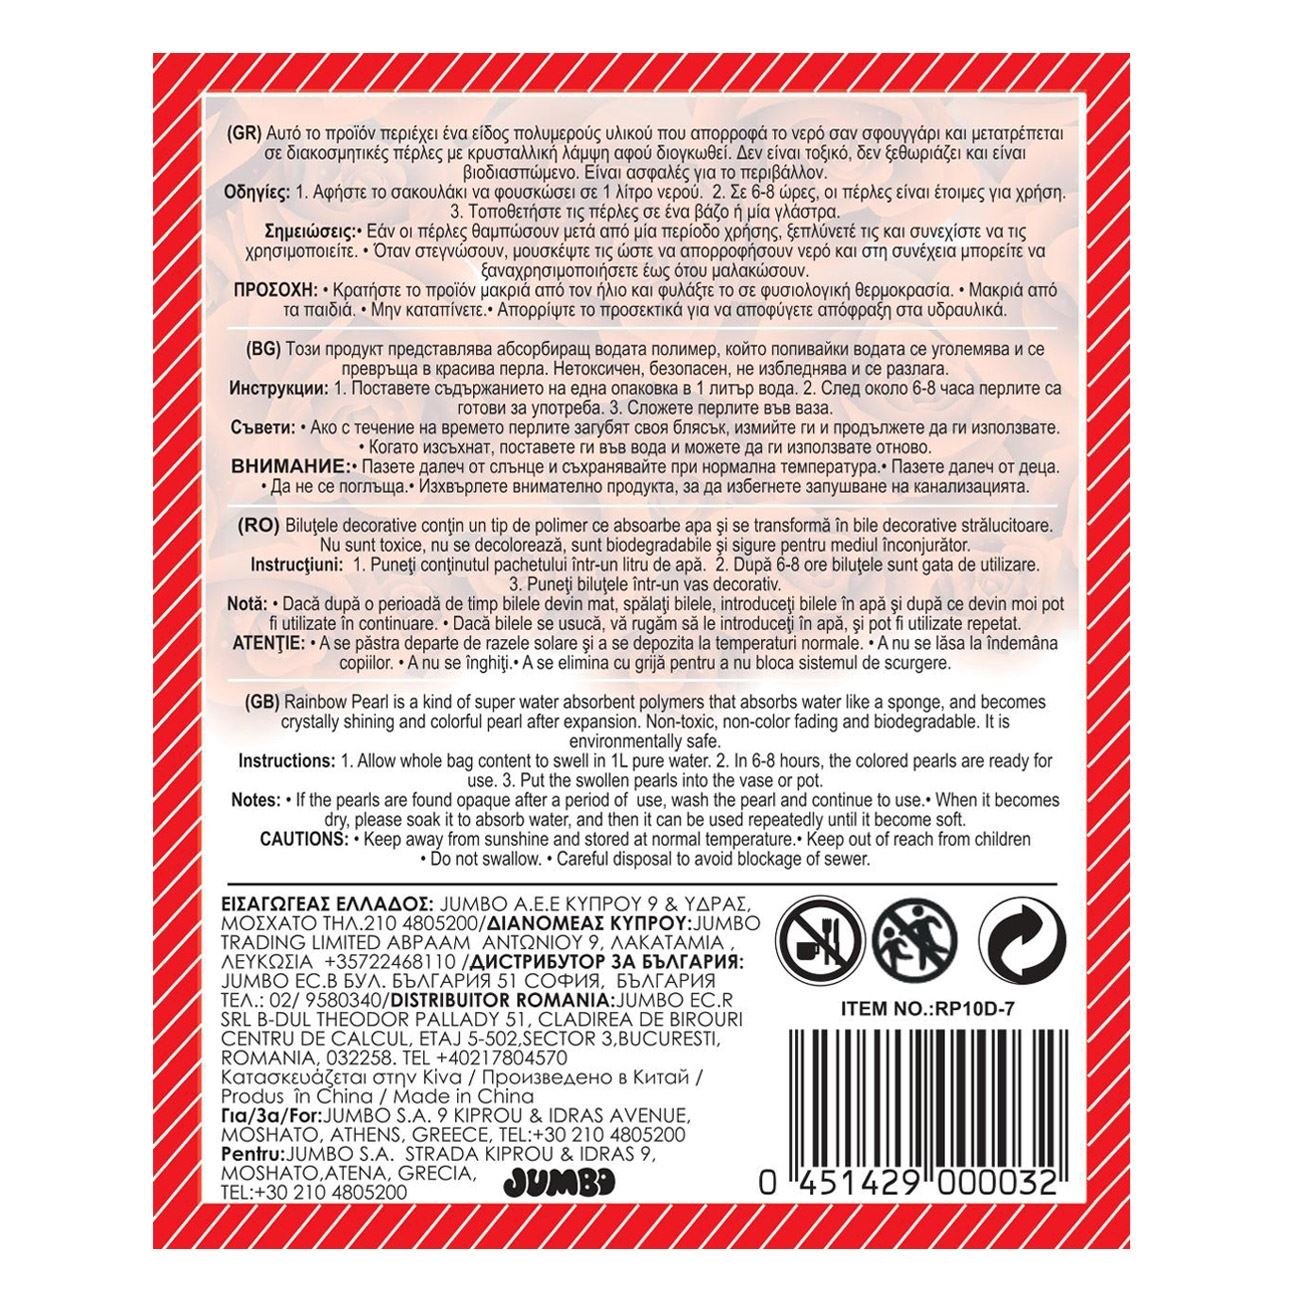 (GR) Αυτό το προϊόν περιέχει ένα είδος πολυμερούς υλικού που απορροφά το νερό σαν σφουγγάρι και μετατρέπεται
σε διακοσμητικές πέρλες με κρυσταλλική λάμψη αφού διογκωθεί. Δεν είναι τοξικό, δεν ξεθωριάζει και είναι
βιοδιασπώμενο. Είναι ασφαλές για το περιβάλλον.
Οδηγίες: 1. Αφήστε το σακουλάκι να φουσκώσει σε 1 λίτρο νερού. 2. Σε 6-8 ώρες, οι πέρλες είναι έτοιμες για χρήση.
3. Τοποθετήστε τις πέρλες σε ένα βάζο ή μία γλάστρα.
Σημειώσεις:• Εάν οι πέρλες θαμπώσουν μετά από μία περίοδο χρήσης, ξεπλύνετέ τις και συνεχίστε να τις
χρησιμοποιείτε. • Όταν στεγνώσουν, μουσκέψτε τις ώστε να απορροφήσουν νερό και στη συνέχεια μπορείτε να
ξαναχρησιμοποιήσετε έως ότου μαλακώσουν.
ΠΡΟΣΟΧΗ: • Κρατήστε το προϊόν μακριά από τον ήλιο και φυλάξτε το σε φυσιολογική θερμοκρασία. • Μακριά από
τα παιδιά. • Μην καταπίνετε.• Απορρίψτε το προσεκτικά για να αποφύγετε απόφραξη στα υδραυλικά.
(BG) Този продукт представлява абсорбиращ водата полимер, който попивайки водата се уголемява и се
превръща в красива перла. Нетоксичен, безопасен, не избледнява и се разлага.
Инструкции: 1. Поставете съдържанието на една опаковка в 1 литър вода. 2. След около 6-8 часа перлите са
готови за употреба. 3. Сложете перлите във ваза.
Съвети: • Ако с течение на времето перлите загубят своя блясък, измийте ги и продължете да ги използвате.
• Когато изсъхнат, поставете ги във вода и можете да ги използвате отново.
ВНИМАНИЕ:• Пазете далеч от слънце и съхранявайте при нормална температура.• Пазете далеч от деца.
• Да не се поглъща.• Изхвърлете внимателно продукта, за да избегнете запушване на канализацията.
(RO) Biluţele decorative conţin un tip de polimer ce absoarbe apa şi se transformă în bile decorative strălucitoare.
Nu sunt toxice, nu se decolorează, sunt biodegradabile şi sigure pentru mediul înconjurător.
Instrucţiuni: 1. Puneţi conţinutul pachetului într-un litru de apă. 2. După 6-8 ore biluţele sunt gata de utilizare.
3. Puneţi biluţele într-un vas decorativ.
Notă: • Dacă după o perioadă de timp bilele devin mat, spălaţi bilele, introduceţi bilele în apă şi după ce devin moi pot
fi utilizate în continuare. • Dacă bilele se usucă, vă rugăm să le introduceţi în apă, şi pot fi utilizate repetat.
ATENŢIE: • A se păstra departe de razele solare şi a se depozita la temperaturi normale. • A nu se lăsa la îndemâna
copiilor. • A nu se înghiţi.• A se elimina cu grijă pentru a nu bloca sistemul de scurgere.
(GB) Rainbow Pearl is a kind of super water absorbent polymers that absorbs water like a sponge, and becomes
crystally shining and colorful pearl after expansion. Non-toxic, non-color fading and biodegradable. It is
environmentally safe.
Instructions: 1. Allow whole bag content to swell in 1L pure water. 2. In 6-8 hours, the colored pearls are ready for
use. 3. Put the swollen pearls into the vase or pot.
Notes: • If the pearls are found opaque after a period of use, wash the pearl and continue to use.• When it becomes
dry, please soak it to absorb water, and then it can be used repeatedly until it become soft.
CAUTIONS: • Keep away from sunshine and stored at normal temperature.• Keep out of reach from children
• Do not swallow. • Careful disposal to avoid blockage of sewer.
ΕΙΣΑΓΩΓΕΑΣ ΕΛΛΑΔΟΣ: JUMBO A.E.E ΚΥΠΡΟΥ 9 & ΥΔΡΑΣ,
ΜΟΣΧΑΤΟ ΤΗΛ.210 4805200/ΔΙΑΝΟΜΕΑΣ ΚΥΠΡΟΥ:JUMBO
TRADING LIMITED ΑΒΡΑΑΜ ΑΝΤΩΝΙΟΥ 9, ΛΑΚΑΤΑΜΙΑ ,
ΛΕΥΚΩΣΙΑ +35722468110 /ДИСТРИБУТОР ЗА БЪЛГАРИЯ:
JUMBO EC.B БУЛ. БЪЛГАРИЯ 51 СОФИЯ, БЪЛГАРИЯ
ТЕЛ.: 02/ 9580340/DISTRIBUITOR ROMANIA:JUMBO EC.R
SRL B-DUL THEODOR PALLADY 51, CLADIREA DE BIROURI
CENTRU DE CALCUL, ETAJ 5-502,SECTOR 3,BUCURESTI,
ROMANIA, 032258. TEL +40217804570
Κατασκευάζεται στην Κίνα / Произведено в Китай /
Produs în China / Made in China
Για/За/For:JUMBO S.A. 9 KIPROU & IDRAS AVENUE,
MOSHATO, ATHENS, GREECE, TEL:+30 210 4805200
Pentru:JUMBO S.A. STRADA KIPROU & IDRAS 9,
MOSHATO,ATENA, GRECIA,
TEL:+30 210 4805200
JUMBO
ITEM NO.:RP10D-7
0 451429 000032